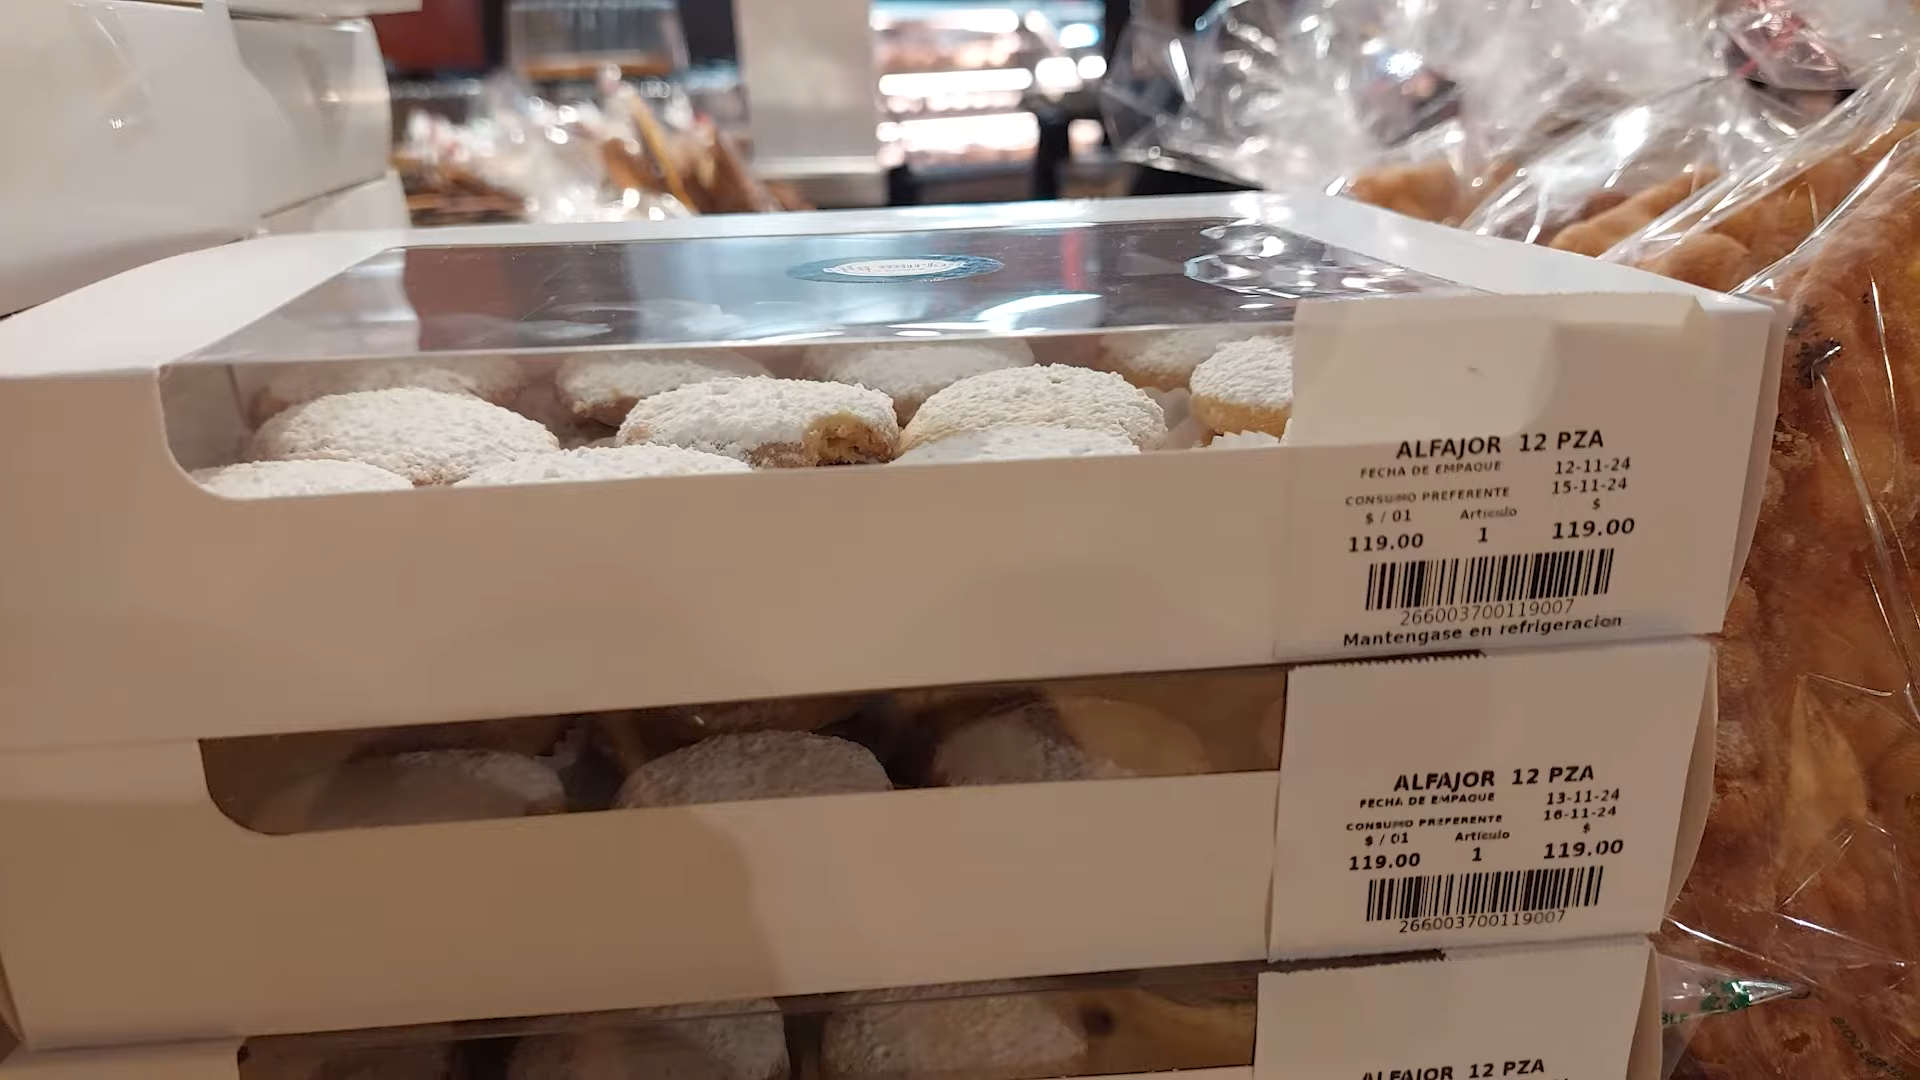 ALFAJOR 12 PZA
FECHA DE EMPAQUE 12-11-24
CONSUMO PREFERENTE 15-11-24
$ / 01 Artículo $
119.00 1 119.00
266003700119007
Mantengase en refrigeracion
ALFAJOR 12 PZA
FECHA DE EMPAQUE 13-11-24
CONSUMO PREFERENTE 16-11-24
$ / 01 Artículo $
119.00 1 119.00
266003700119007
ALFAJOR 12 PZA